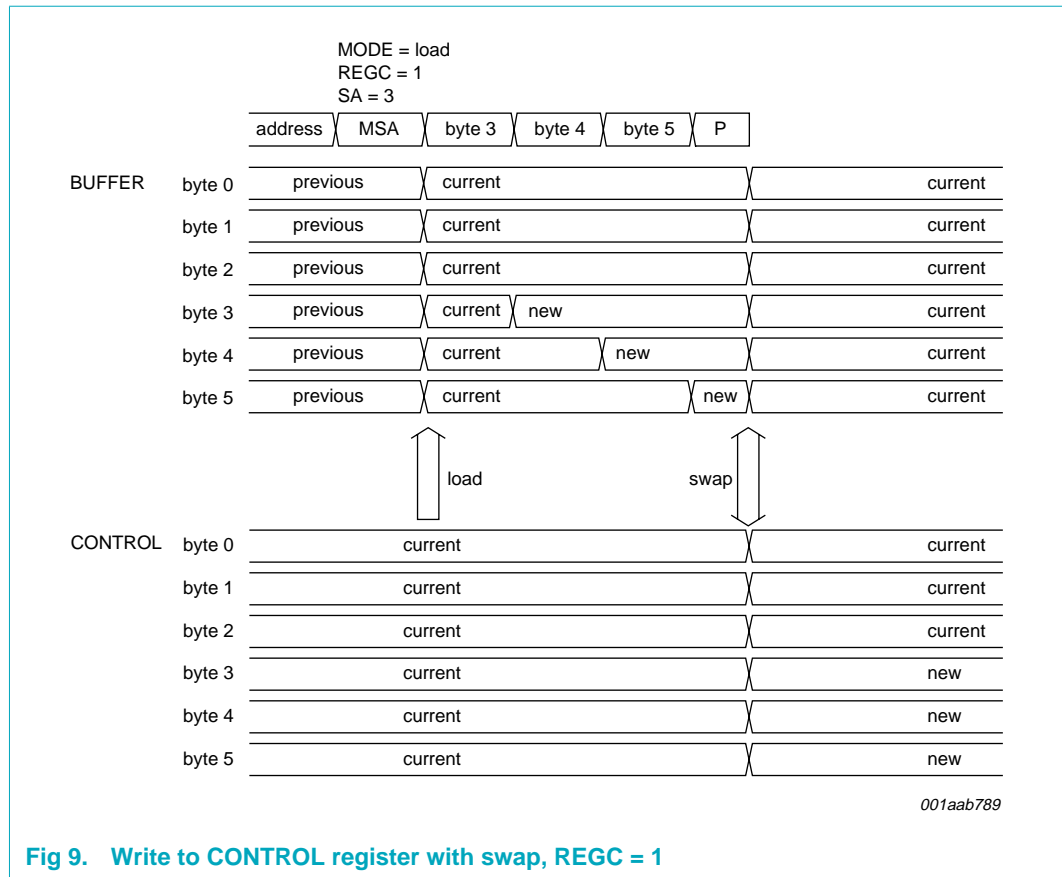 MODE = load
REGC = 1
SA = 3
address MSA byte 3 byte 4 byte 5 P
BUFFER byte 0 previous current current
byte 1 previous current current
byte 2 previous current current
byte 3 previous current new current
byte 4 previous current new current
byte 5 previous current new current
load swap
CONTROL byte 0 current current
byte 1 current current
byte 2 current current
byte 3 current new
byte 4 current new
byte 5 current new
001aab789
Fig 9. Write to CONTROL register with swap, REGC = 1